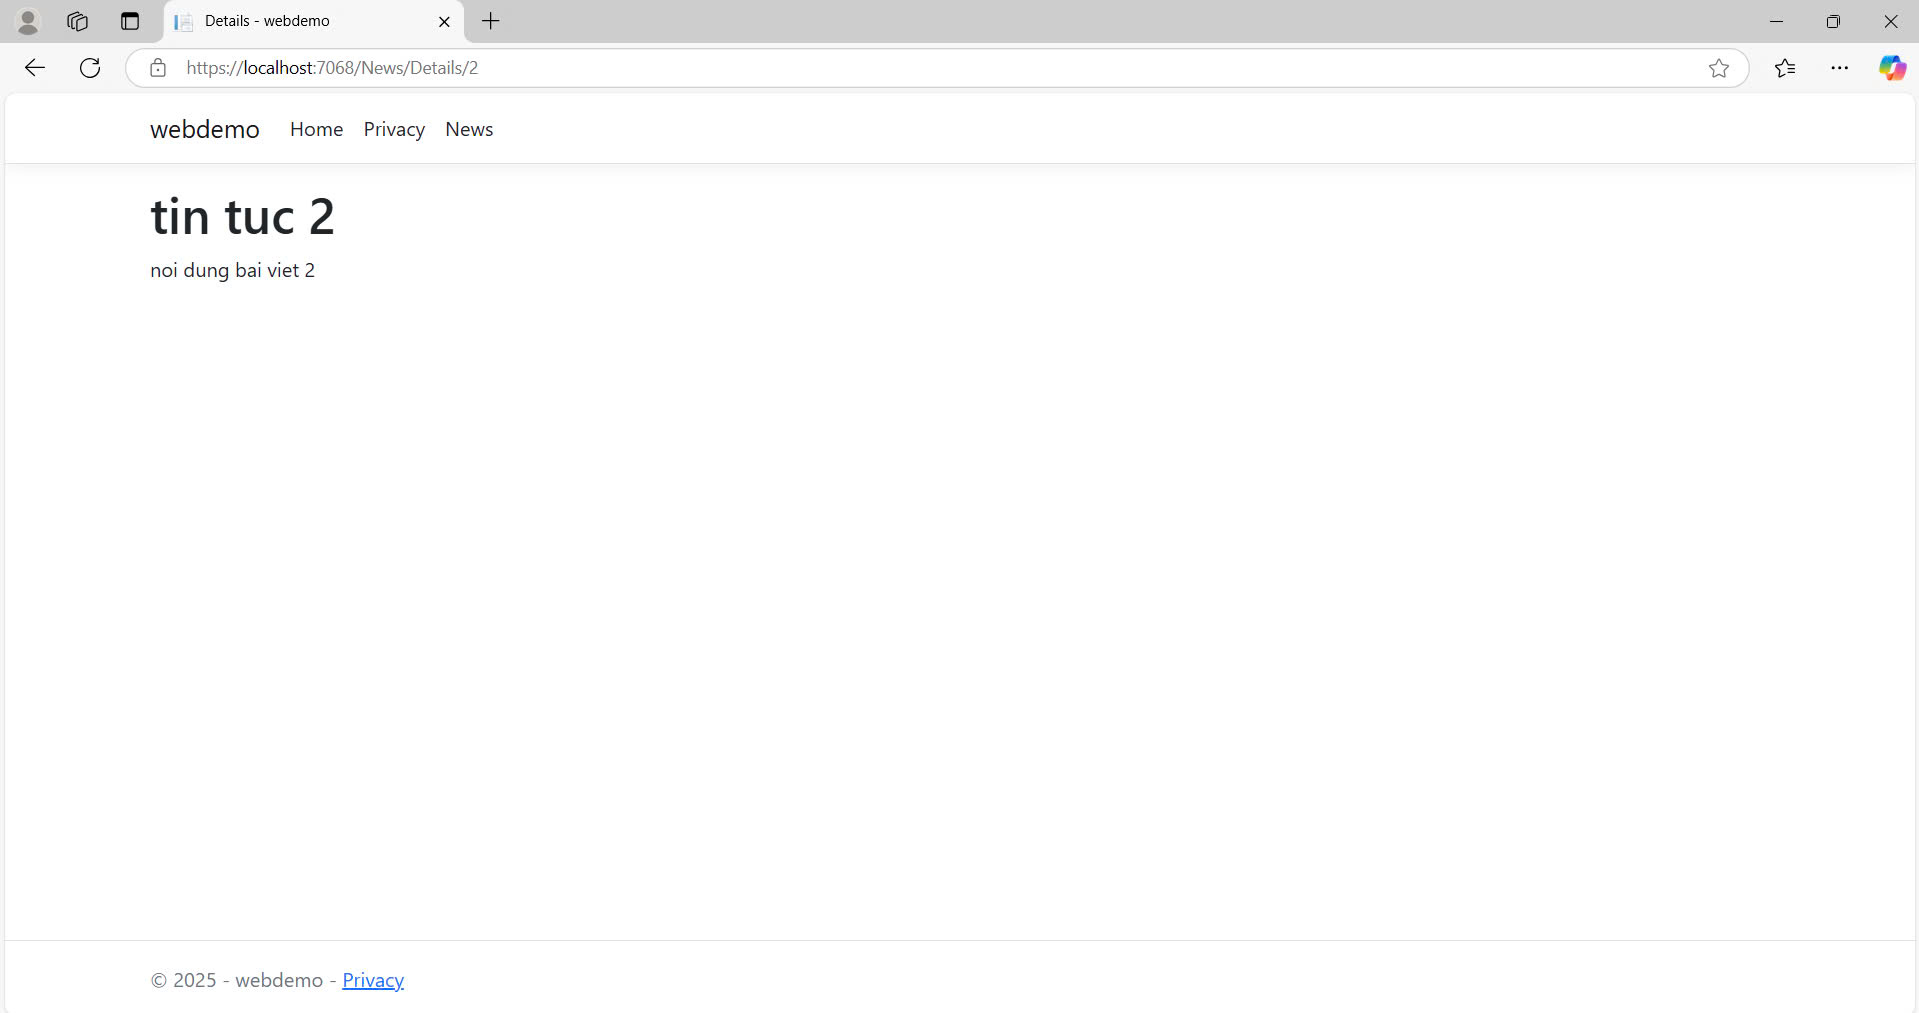 Details - webdemo
https://localhost:7068/News/Details/2
webdemo Home Privacy News
tin tuc 2
noi dung bai viet 2
© 2025 - webdemo - Privacy